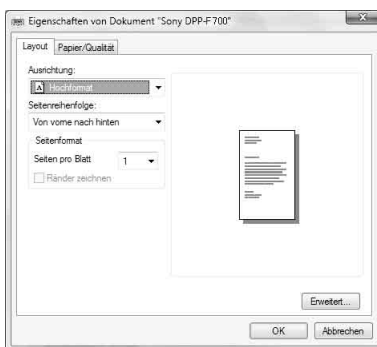 Eigenschaften von Dokument "Sony DPP-F700"
Layout
Papier/Qualität
Ausrichtung:
A Hochformat
Seitenreihenfolge:
Von vorne nach hinten
Seitenformat
Seiten pro Blatt 1
Ränder zeichnen
Erweitert...
OK
Abbrechen